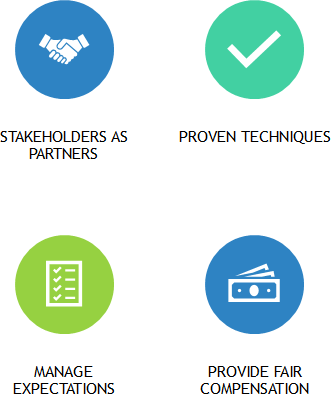 STAKEHOLDERS AS
PARTNERS
PROVEN TECHNIQUES
MANAGE
EXPECTATIONS
PROVIDE FAIR
COMPENSATION